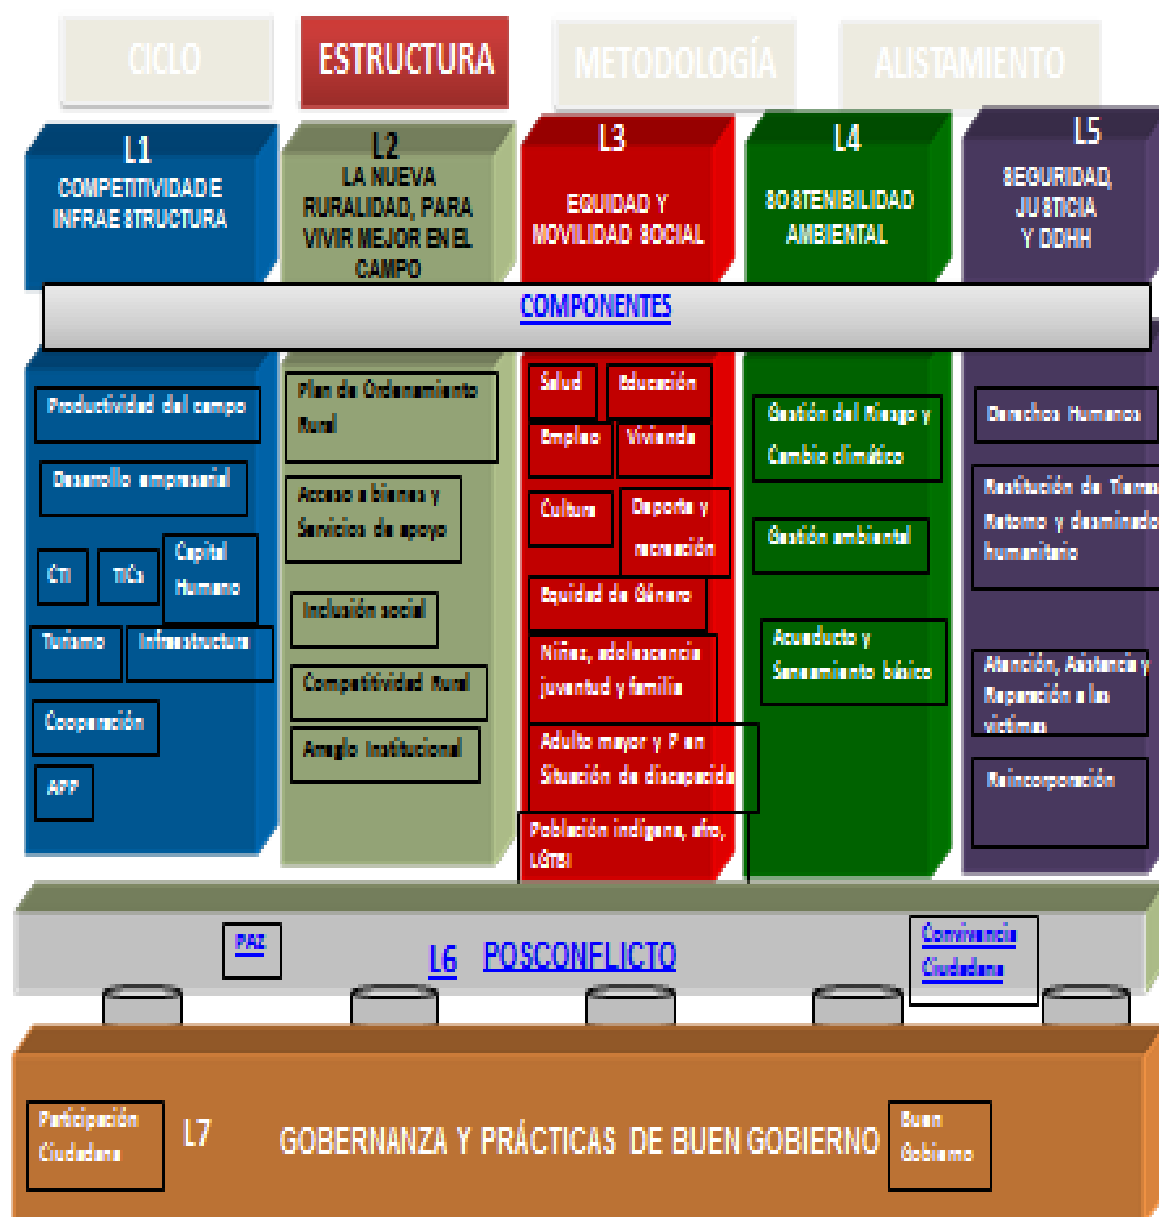 CICLO
ESTRUCTURA
METODOLOGÍA
ALISTAMIENTO
L1
COMPETITIVIDAD E
INFRAESTRUCTURA
L2
LA NUEVA
RURALIDAD, PARA
VIVIR MEJOR EN EL
CAMPO
L3
EQUIDAD Y
MOVILIDAD SOCIAL
L4
SOSTENIBILIDAD
AMBIENTAL
L5
SEGURIDAD,
JUSTICIA
Y DDHH
COMPONENTES
Productividad del campo
Desarrollo empresarial
CTI
TICs
Capital
Humano
Turismo
Infraestructura
Cooperación
APP
Plan de Ordenamiento
Rural
Acceso a bienes y
Servicios de apoyo
Inclusión social
Competitividad Rural
Arreglo Institucional
Salud
Educación
Empleo
Vivienda
Cultura
Deporte y
recreación
Equidad de Género
Niñez, adolescencia
juventud y familia
Adulto mayor y P en
Situación de discapacida
Población indígena, afro,
LGTBI
Gestión del Riesgo y
Cambio climático
Gestión ambiental
Acueducto y
Saneamiento básico
Derechos Humanos
Restitución de Tierras
Retorno y desminado
humanitario
Atención, Asistencia y
Reparación a las
víctimas
Reincorporación
PAZ
L6 POSCONFLICTO
Convivencia
Ciudadana
Participación
Ciudadana
L7
GOBERNANZA Y PRÁCTICAS DE BUEN GOBIERNO
Buen
Gobierno